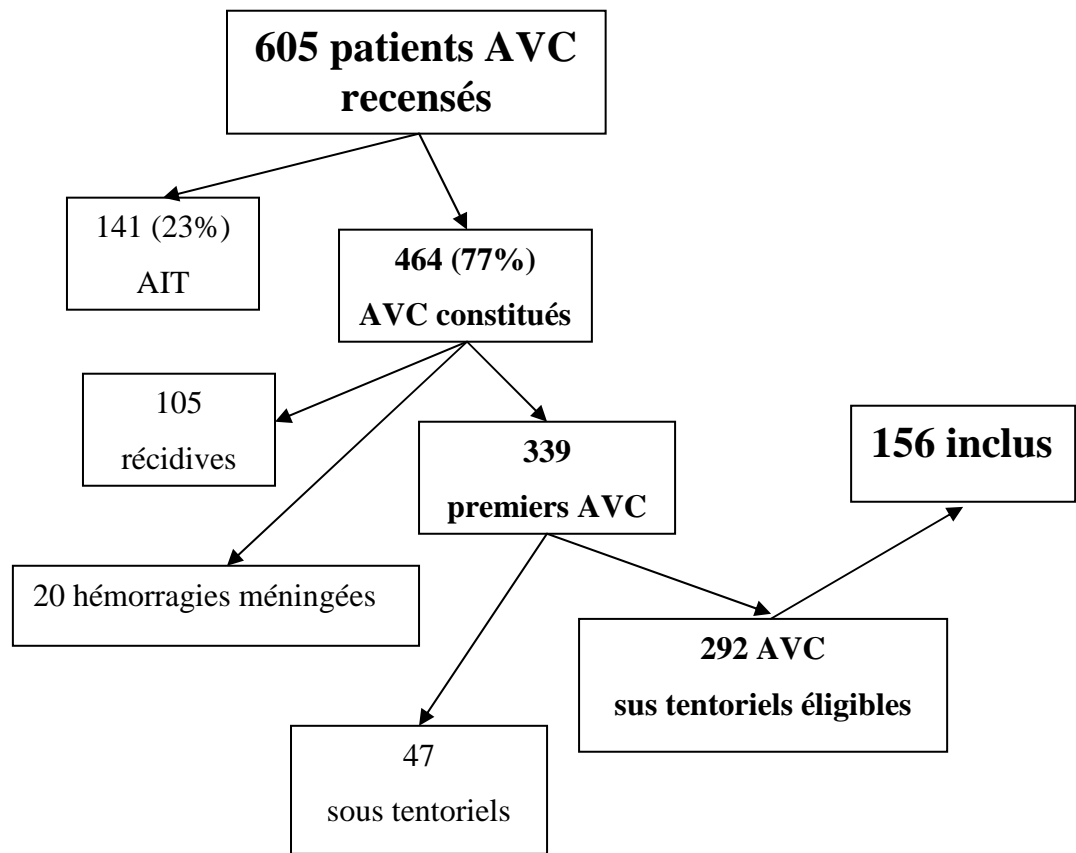 605 patients AVC
recensés
141 (23%)
AIT
464 (77%)
AVC constitués
105
récidives
339
premiers AVC
156 inclus
20 hémorragies méningées
292 AVC
sus tentoriels éligibles
47
sous tentoriels